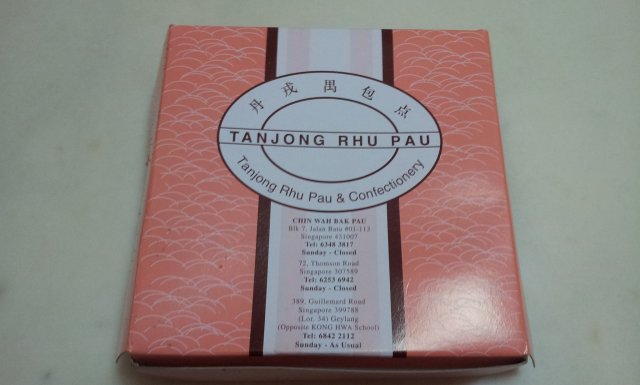 丹戎禺包点
TANJONG RHU PAU
Tanjong Rhu Pau & Confectionery
CHIN WAH BAK PAU
Blk 7, Jalan Batu #01-113
Singapore 431007
Tel: 6348 3817
Sunday - Closed
72, Thomson Road
Singapore 307589
Tel: 6253 6942
Sunday - Closed
389, Guillemard Road
Singapore 399788
(Lor. 34) Geylang
(Opposite KONG HWA School)
Tel: 6842 2112
Sunday - As Usual